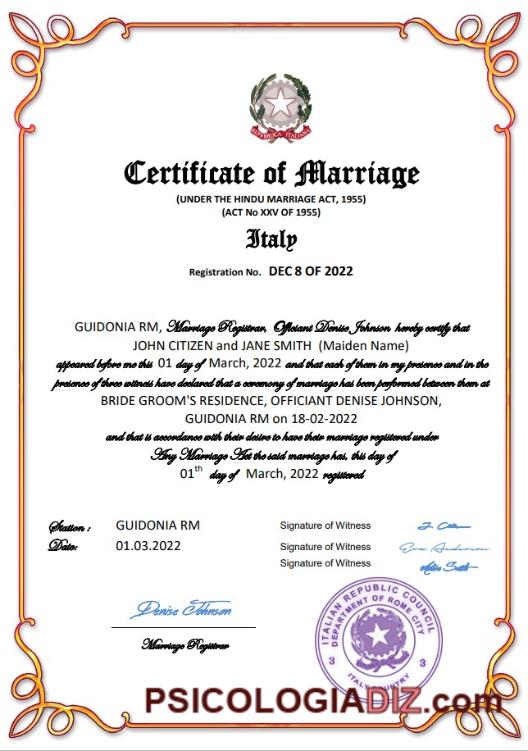 REPVBBLICA ITALIANA
Certificate of Marriage
(UNDER THE HINDU MARRIAGE ACT, 1955)
(ACT No XXV OF 1955)
Italy
Registration No. DEC 8 OF 2022
GUIDONIA RM, Marriage Registrar, Officiant Denise Johnson hereby certify that
JOHN CITIZEN and JANE SMITH (Maiden Name)
appeared before me this 01 day of March, 2022 and that each of them in my presence and in the
presence of three witness have declared that a ceremony of marriage has been performed between them at
BRIDE GROOM'S RESIDENCE, OFFICIANT DENISE JOHNSON,
GUIDONIA RM on 18-02-2022
and that is accordance with their desire to have their marriage registered under
Any Marriage Act the said marriage has, this day of
01th day of March, 2022 registered
Station : GUIDONIA RM
Date: 01.03.2022
Signature of Witness
Signature of Witness Eva Anderson
Signature of Witness
Denise Johnson
Marriage Registrar
ITALIAN REPUBLIC COUNCIL
DEPARTMENT OF ROME CITY
3 3
ITALY COUNTRY
PSICOLOGIADIZ.com